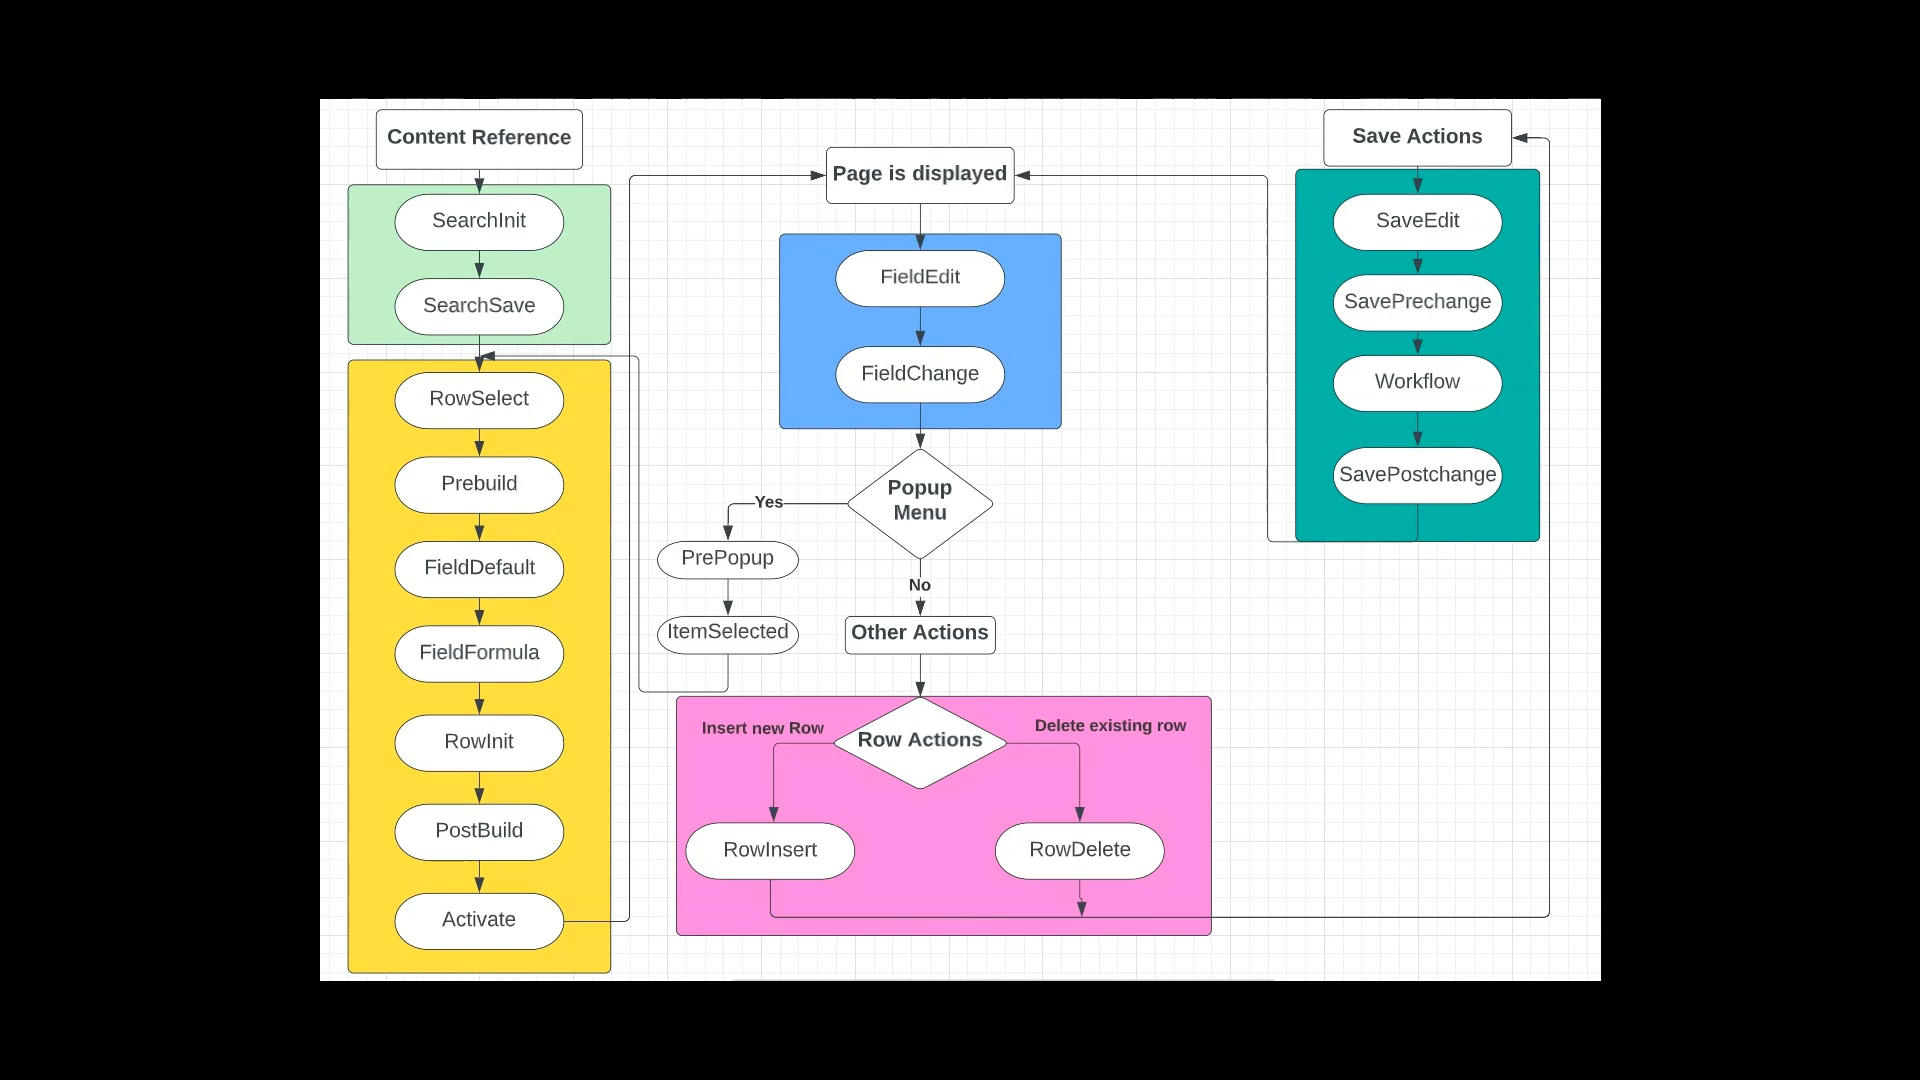 Content Reference
SearchInit
SearchSave
RowSelect
Prebuild
FieldDefault
FieldFormula
RowInit
PostBuild
Activate
Page is displayed
FieldEdit
FieldChange
Popup
Menu
Yes
PrePopup
ItemSelected
No
Other Actions
Row Actions
Insert new Row
Delete existing row
RowInsert
RowDelete
Save Actions
SaveEdit
SavePrechange
Workflow
SavePostchange